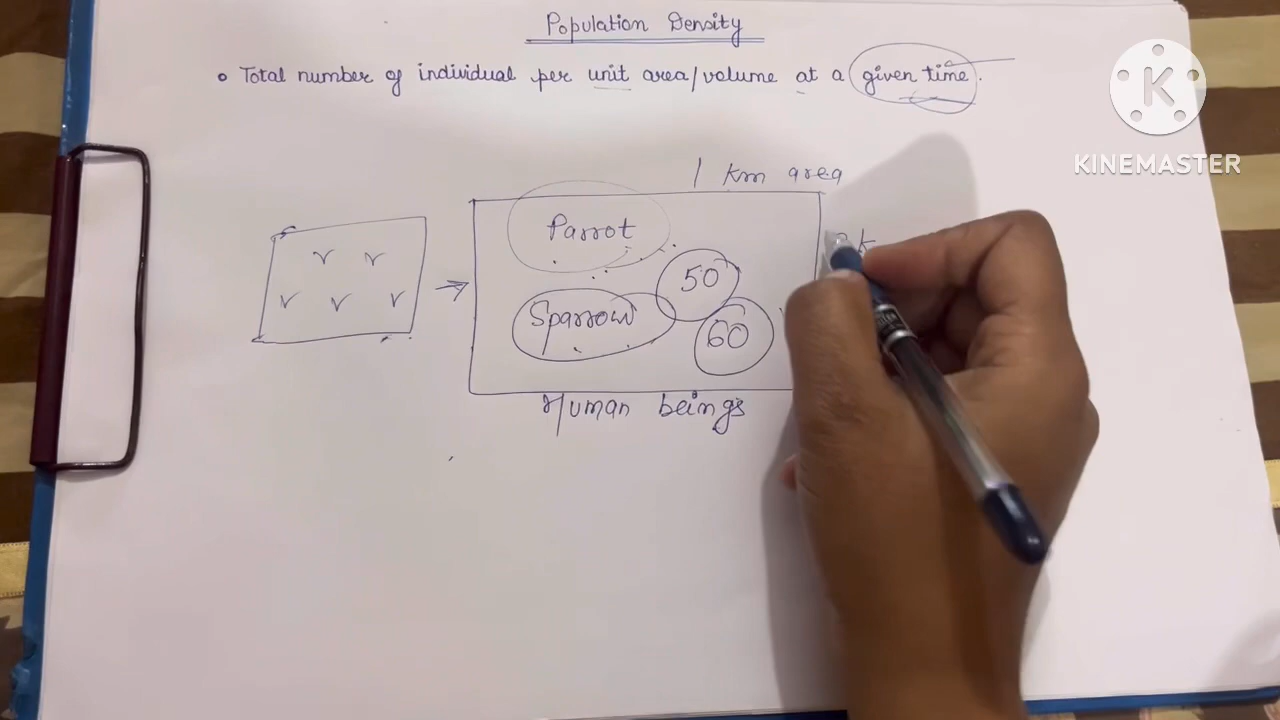 Population Density
• Total number of individual per unit area/volume at a given time.
1 km area
Parrot
50
Sparrow
60
Human beings
K
KINEMASTER